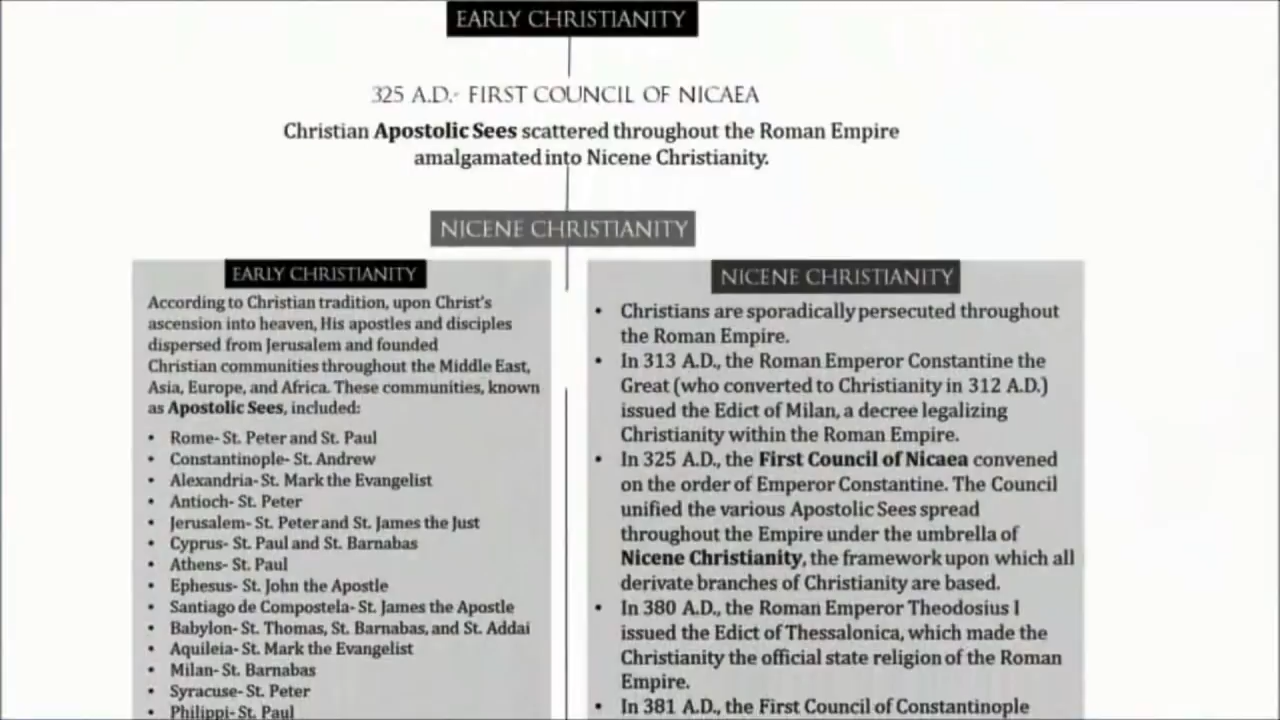 EARLY CHRISTIANITY
325 A.D.- FIRST COUNCIL OF NICAEA
Christian Apostolic Sees scattered throughout the Roman Empire
amalgamated into Nicene Christianity.
NICENE CHRISTIANITY
EARLY CHRISTIANITY
According to Christian tradition, upon Christ's
ascension into heaven, His apostles and disciples
dispersed from Jerusalem and founded
Christian communities throughout the Middle East,
Asia, Europe, and Africa. These communities, known
as Apostolic Sees, included:
• Rome- St. Peter and St. Paul
• Constantinople- St. Andrew
• Alexandria- St. Mark the Evangelist
• Antioch- St. Peter
• Jerusalem- St. Peter and St. James the Just
• Cyprus- St. Paul and St. Barnabas
• Athens- St. Paul
• Ephesus- St. John the Apostle
• Santiago de Compostela- St. James the Apostle
• Babylon- St. Thomas, St. Barnabas, and St. Addai
• Aquileia- St. Mark the Evangelist
• Milan- St. Barnabas
• Syracuse- St. Peter
• Philippi- St. Paul
NICENE CHRISTIANITY
• Christians are sporadically persecuted throughout
the Roman Empire.
• In 313 A.D., the Roman Emperor Constantine the
Great (who converted to Christianity in 312 A.D.)
issued the Edict of Milan, a decree legalizing
Christianity within the Roman Empire.
• In 325 A.D., the First Council of Nicaea convened
on the order of Emperor Constantine. The Council
unified the various Apostolic Sees spread
throughout the Empire under the umbrella of
Nicene Christianity, the framework upon which all
derivate branches of Christianity are based.
• In 380 A.D., the Roman Emperor Theodosius I
issued the Edict of Thessalonica, which made the
Christianity the official state religion of the Roman
Empire.
• In 381 A.D., the First Council of Constantinople